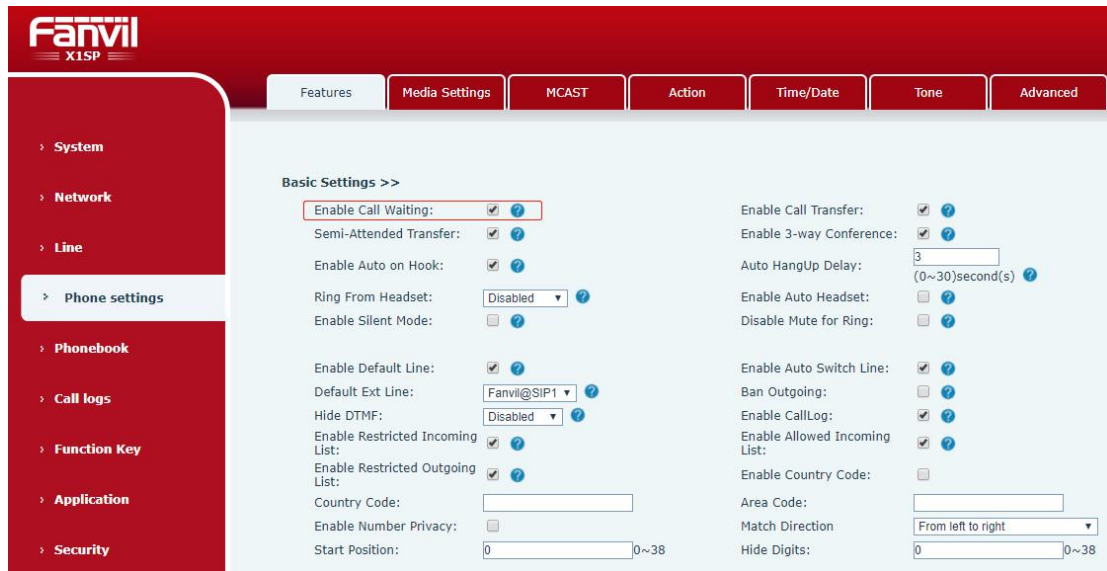 Fanvil
X1SP
Features Media Settings MCAST Action Time/Date Tone Advanced
› System
› Network
› Line
› Phone settings
› Phonebook
› Call logs
› Function Key
› Application
› Security
Basic Settings >>
Enable Call Waiting: ? Enable Call Transfer: ?
Semi-Attended Transfer: ? Enable 3-way Conference: ?
Enable Auto on Hook: ? Auto HangUp Delay: 3
(0~30)second(s) ?
Ring From Headset: Disabled ? Enable Auto Headset: ?
Enable Silent Mode: ? Disable Mute for Ring: ?
Enable Default Line: ? Enable Auto Switch Line: ?
Default Ext Line: Fanvil@SIP1 ? Ban Outgoing: ?
Hide DTMF: Disabled ? Enable CallLog: ?
Enable Restricted Incoming List: ? Enable Allowed Incoming List: ?
Enable Restricted Outgoing List: ? Enable Country Code:
Country Code: Area Code:
Enable Number Privacy: Match Direction From left to right
Start Position: 0 0~38 Hide Digits: 0 0~38